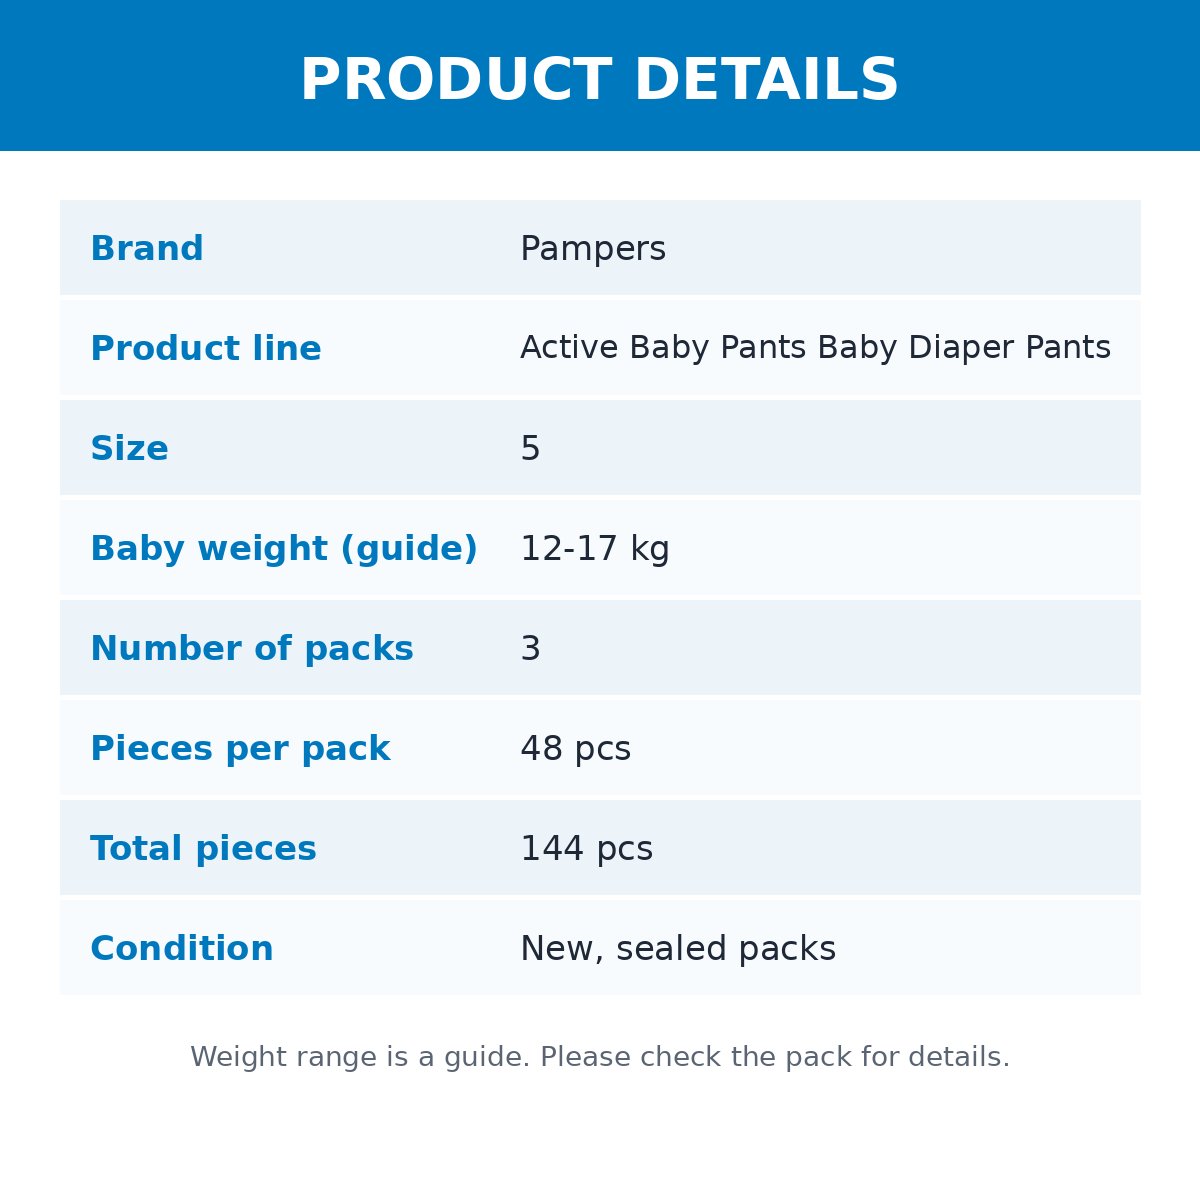 PRODUCT DETAILS
Brand Pampers
Product line Active Baby Pants Baby Diaper Pants
Size 5
Baby weight (guide) 12-17 kg
Number of packs 3
Pieces per pack 48 pcs
Total pieces 144 pcs
Condition New, sealed packs
Weight range is a guide. Please check the pack for details.